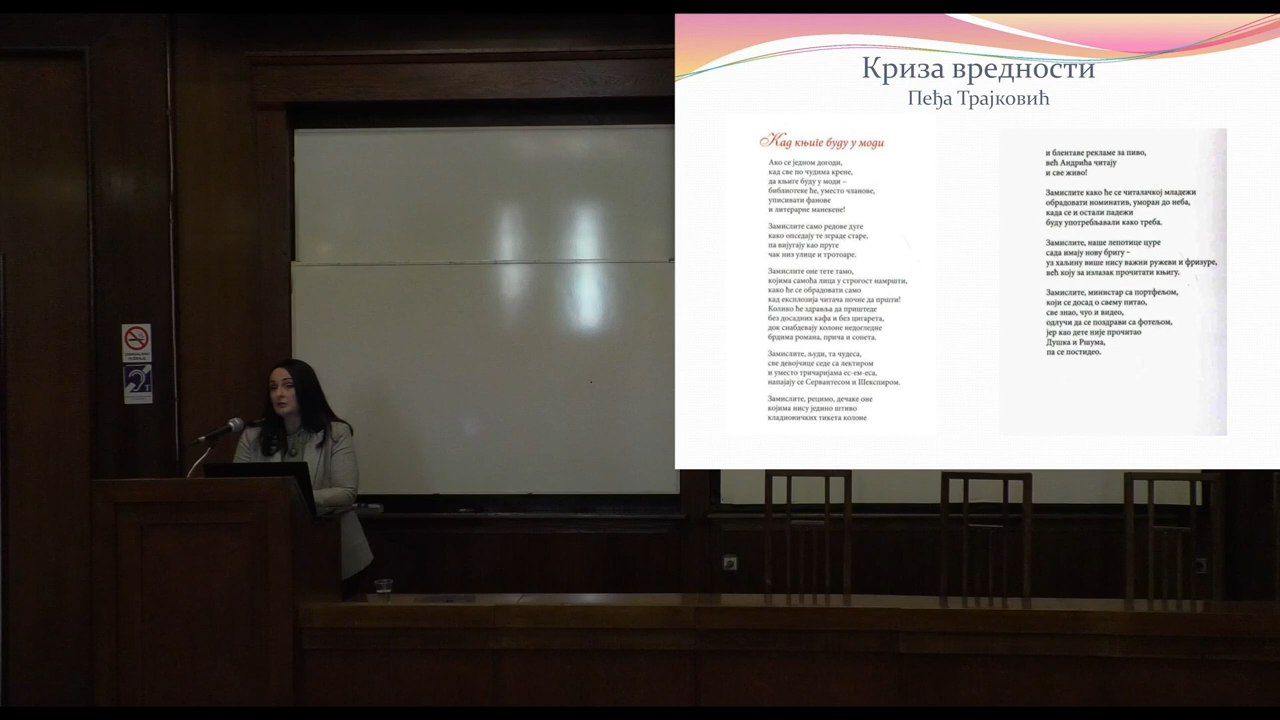 Криза вредности
Пеђа Трајковић
Кад књиге буду у моди
Ако се једном догоди,
кад све по чудима крене,
да књиге буду у моди –
библиотеке ће, уместо чланове,
уписивати фанове
и литерарне манекене!
Замислите само редове дуге
како опседају те зграде старе,
па вијугају као пруге
чак низ улице и тротоаре.
Замислите оне тете тамо,
којима самоћа лица у строгост намршти,
како ће се обрадовати само
кад експлозија читача почне да пршти!
Колико ће здравља да приштеде
без досадних кафа и без цигарета,
док снабдевају колоне недогледне
брдима романа, прича и сонета.
Замислите, људи, та чудеса,
све девојчице седе са лектиром
и уместо тричаријама ес-ем-еса,
напајају се Сервантесом и Шекспиром.
Замислите, рецимо, дечаке оне
којима нису једино штиво
кладионичких тикета колоне
и блентаве рекламе за пиво,
већ Андрића читају
и све живо!
Замислите како ће се читалачкој младежи
обрадовати номинатив, уморан до неба,
када се и остали падежи
буду употребљавали како треба.
Замислите, наше лепотице цуре
сада имају нову бригу –
уз хаљину више нису важни ружеви и фризуре,
већ коју за излазак прочитати књигу.
Замислите, министар са портфељом,
који се досад о свему питао,
све знао, чуо и видео,
одлучи да се поздрави са фотељом,
јер као дете није прочитао
Душка и Ршума,
па се постидео.